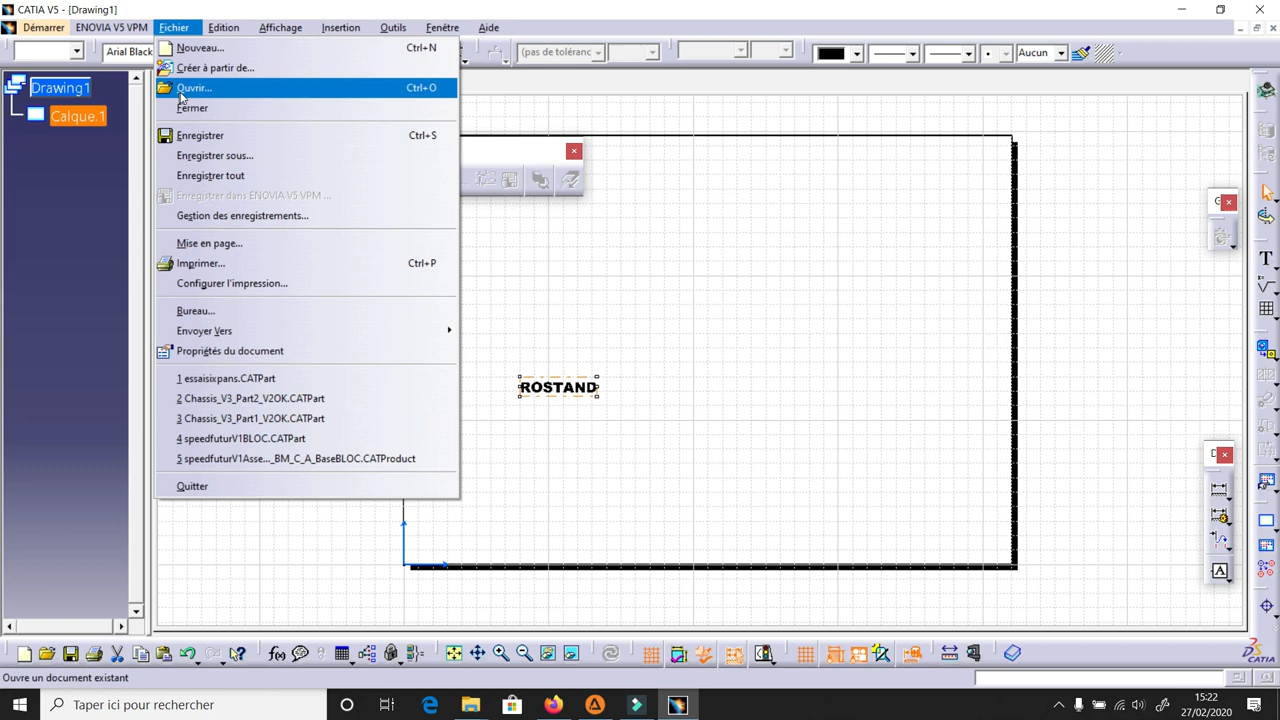 CATIA V5 - [Drawing1]
Démarrer ENOVIA V5 VPM Fichier Edition Affichage Insertion Outils Fenêtre Aide
Arial Black (pas de toléranc Aucun
Drawing1
Calque.1
Nouveau... Ctrl+N
Créer à partir de...
Ouvrir... Ctrl+O
Fermer
Enregistrer Ctrl+S
Enregistrer sous...
Enregistrer tout
Enregistrer dans ENOVIA V5 VPM ...
Gestion des enregistrements...
Mise en page...
Imprimer... Ctrl+P
Configurer l'impression...
Bureau...
Envoyer Vers
Propriétés du document
1 essaisixpans.CATPart
2 Chassis_V3_Part2_V2OK.CATPart
3 Chassis_V3_Part1_V2OK.CATPart
4 speedfuturV1BLOC.CATPart
5 speedfuturV1Asse..._BM_C_A_BaseBLOC.CATProduct
Quitter
ROSTAND
G
D
Ouvre un document existant
Taper ici pour rechercher
15:22
27/02/2020